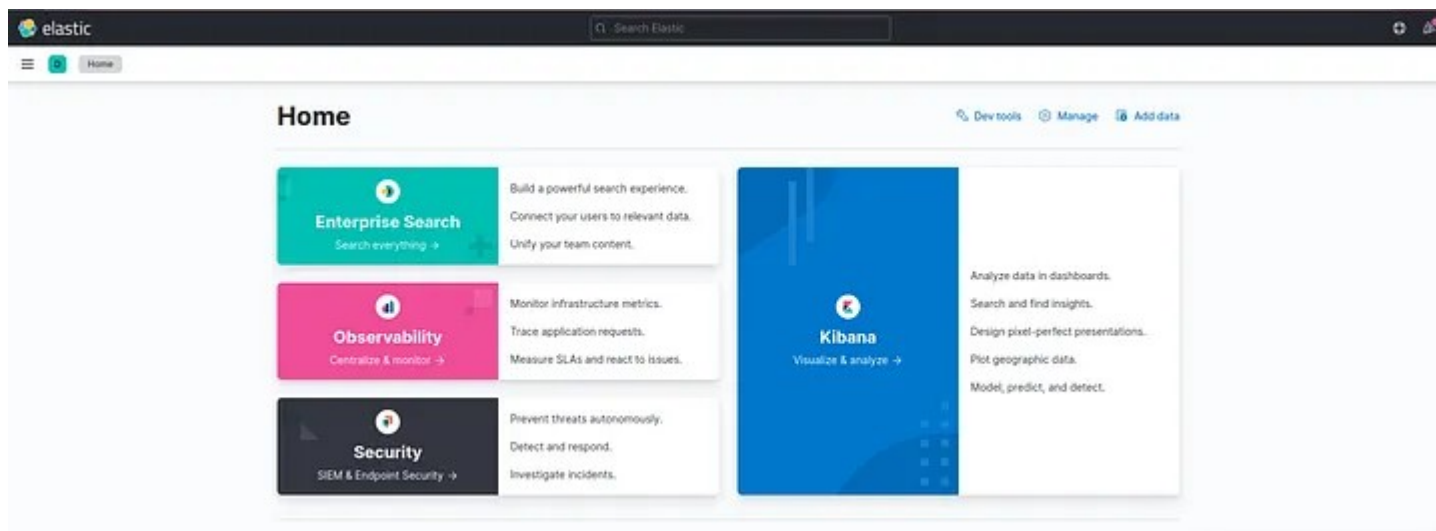 elastic
Search Elastic
D
Home
Home
Dev tools
Manage
Add data
Enterprise Search
Search everything →
Build a powerful search experience.
Connect your users to relevant data.
Unify your team content.
Observability
Centralize & monitor →
Monitor infrastructure metrics.
Trace application requests.
Measure SLAs and react to issues.
Security
SIEM & Endpoint Security →
Prevent threats autonomously.
Detect and respond.
Investigate incidents.
Kibana
Visualize & analyze →
Analyze data in dashboards.
Search and find insights.
Design pixel-perfect presentations.
Plot geographic data.
Model, predict, and detect.